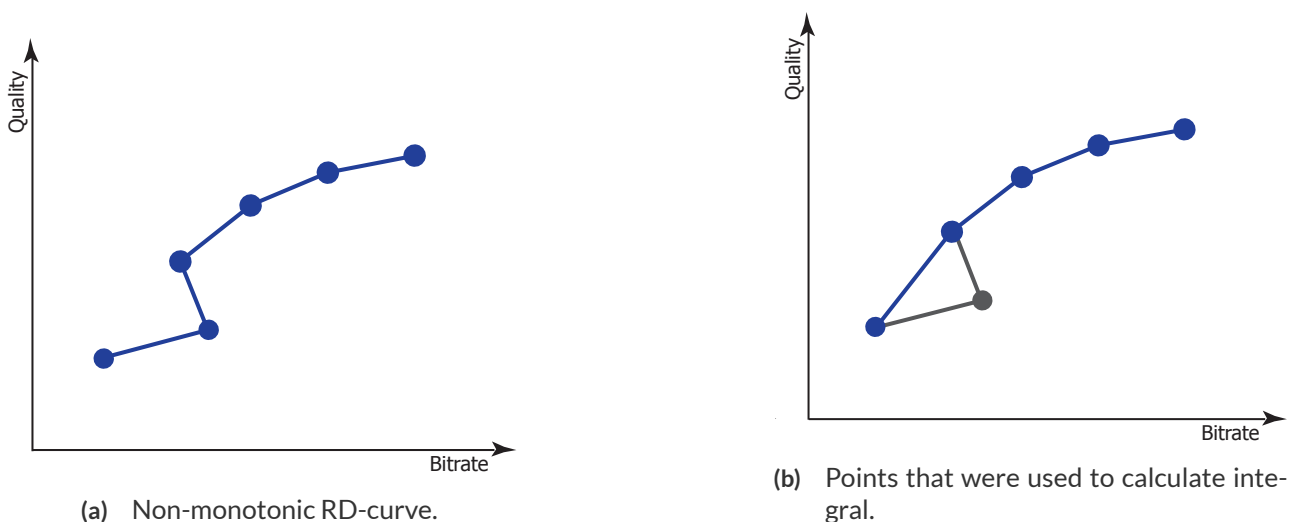 Quality
Bitrate
(a) Non-monotonic RD-curve.
Quality
Bitrate
(b) Points that were used to calculate inte-
gral.